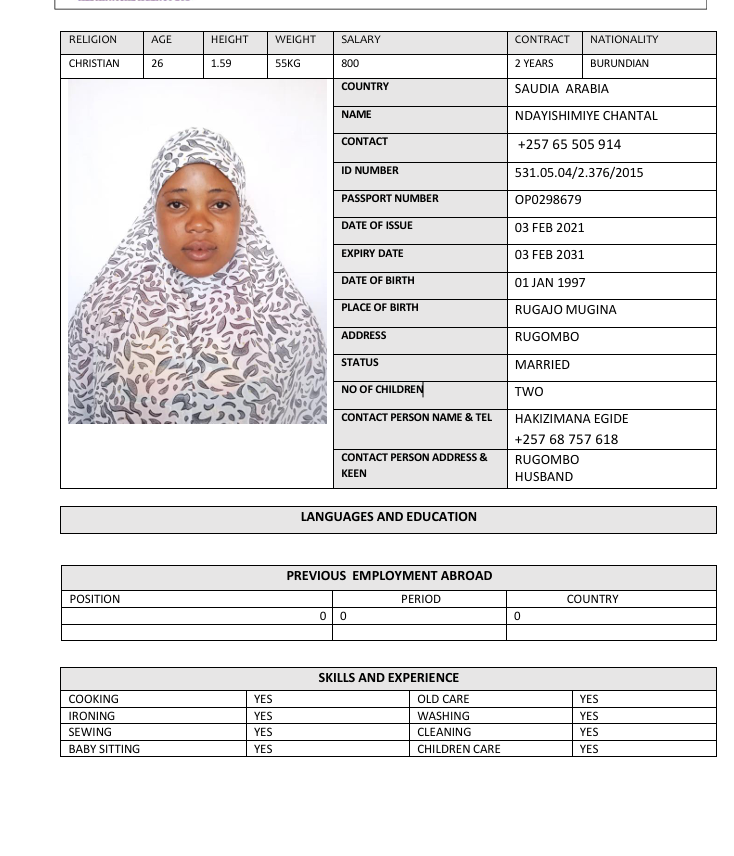 RELIGION AGE HEIGHT WEIGHT SALARY CONTRACT NATIONALITY
CHRISTIAN 26 1.59 55KG 800 2 YEARS BURUNDIAN
COUNTRY SAUDIA ARABIA
NAME NDAYISHIMIYE CHANTAL
CONTACT +257 65 505 914
ID NUMBER 531.05.04/2.376/2015
PASSPORT NUMBER OP0298679
DATE OF ISSUE 03 FEB 2021
EXPIRY DATE 03 FEB 2031
DATE OF BIRTH 01 JAN 1997
PLACE OF BIRTH RUGAJO MUGINA
ADDRESS RUGOMBO
STATUS MARRIED
NO OF CHILDREN TWO
CONTACT PERSON NAME & TEL HAKIZIMANA EGIDE
+257 68 757 618
CONTACT PERSON ADDRESS & RUGOMBO
KEEN HUSBAND
LANGUAGES AND EDUCATION
PREVIOUS EMPLOYMENT ABROAD
POSITION PERIOD COUNTRY
0 0 0
SKILLS AND EXPERIENCE
COOKING YES OLD CARE YES
IRONING YES WASHING YES
SEWING YES CLEANING YES
BABY SITTING YES CHILDREN CARE YES